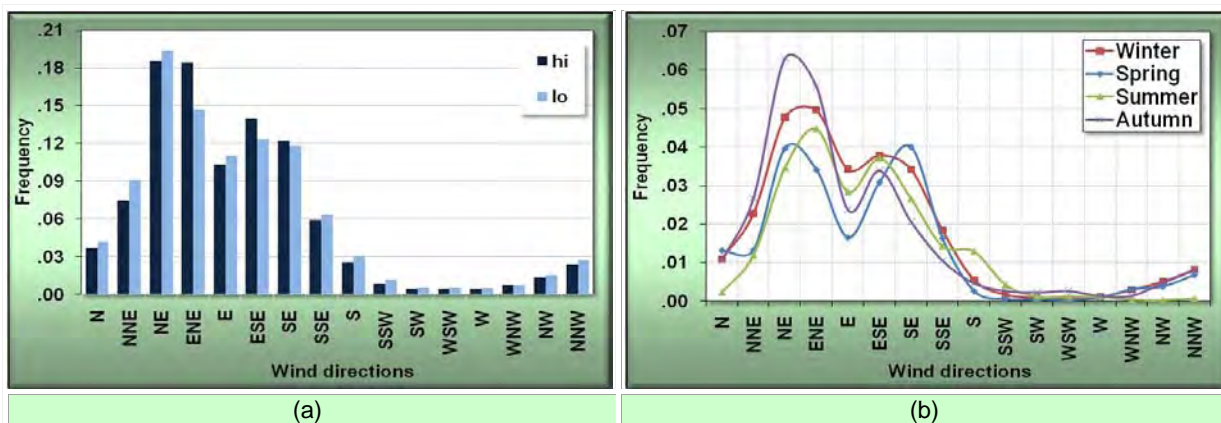 .21
.18
.15
.12
.09
.06
.03
.00
Frequency
hi
lo
N
NNE
NE
ENE
E
ESE
SE
SSE
S
SSW
SW
WSW
W
WNW
NW
NNW
Wind directions
(a)
.07
.06
.05
.04
.03
.02
.01
.00
Frequency
Winter
Spring
Summer
Autumn
N
NNE
NE
ENE
E
ESE
SE
SSE
S
SSW
SW
WSW
W
WNW
NW
NNW
Wind directions
(b)